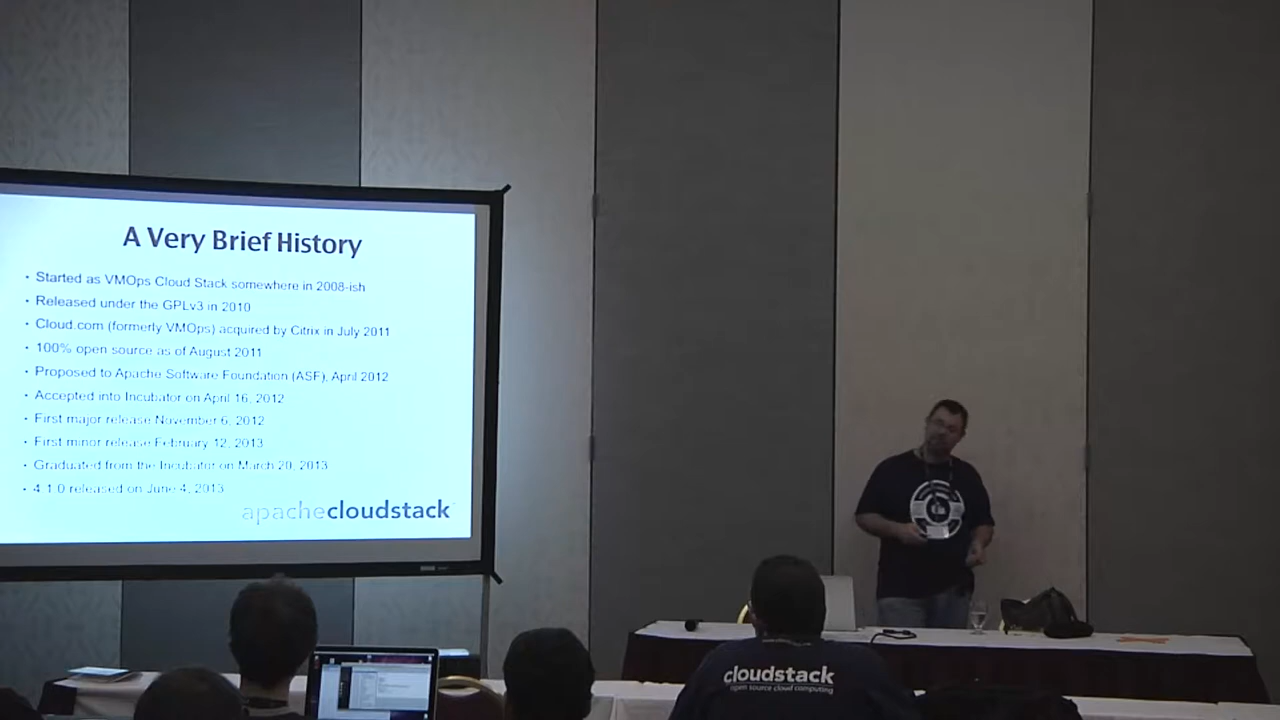 A Very Brief History
• Started as VMOps Cloud Stack somewhere in 2008-ish
• Released under the GPLv3 in 2010
• Cloud.com (formerly VMOps) acquired by Citrix in July 2011
• 100% open source as of August 2011
• Proposed to Apache Software Foundation (ASF), April 2012
• Accepted into Incubator on April 16, 2012
• First major release November 6, 2012
• First minor release February 12, 2013
• Graduated from the Incubator on March 20, 2013
• 4.1.0 released on June 4, 2013
apachecloudstack
cloudstack
open source cloud computing